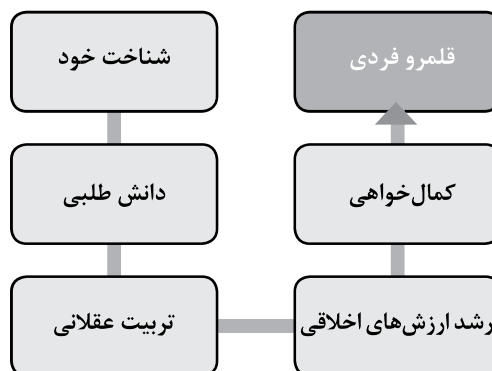 قلمرو فردی
شناخت خود
کمال‌خواهی
دانش طلبی
رشد ارزش‌های اخلاقی
تربیت عقلانی